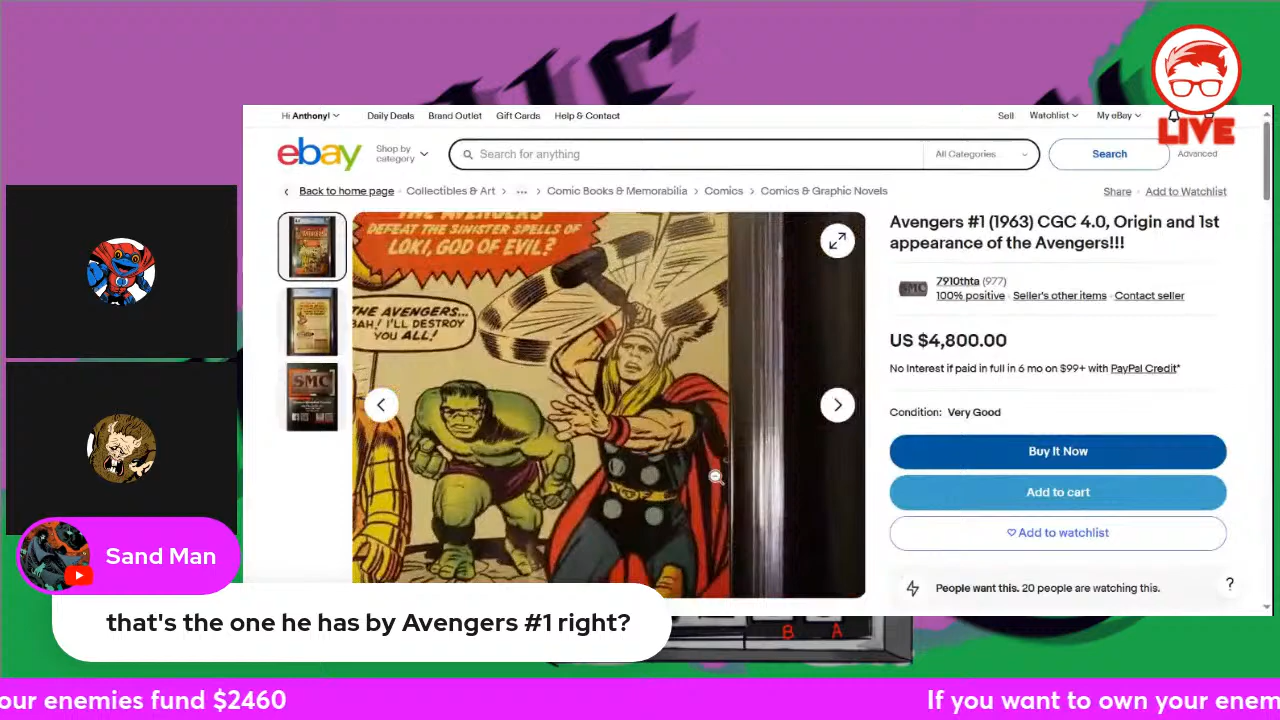 LIVE
Hi Anthony!
Daily Deals
Brand Outlet
Gift Cards
Help & Contact
Sell
Watchlist
My eBay
ebay
Shop by
category
Search for anything
All Categories
Search
Advanced
Back to home page
Collectibles & Art
...
Comic Books & Memorabilia
Comics
Comics & Graphic Novels
Share
Add to Watchlist
THE AVENGERS
DEFEAT THE SINISTER SPELLS OF
LOKI, GOD OF EVIL?
THE AVENGERS...
BAH! I'LL DESTROY
YOU ALL!
SMC
Avengers #1 (1963) CGC 4.0, Origin and 1st
appearance of the Avengers!!!
SMC
7910thta (977)
100% positive
Seller's other items
Contact seller
US $4,800.00
No Interest if paid in full in 6 mo on $99+ with PayPal Credit*
Condition: Very Good
Buy It Now
Add to cart
Add to watchlist
People want this. 20 people are watching this.
?
Sand Man
that's the one he has by Avengers #1 right?
B A
our enemies fund $2460
If you want to own your enem